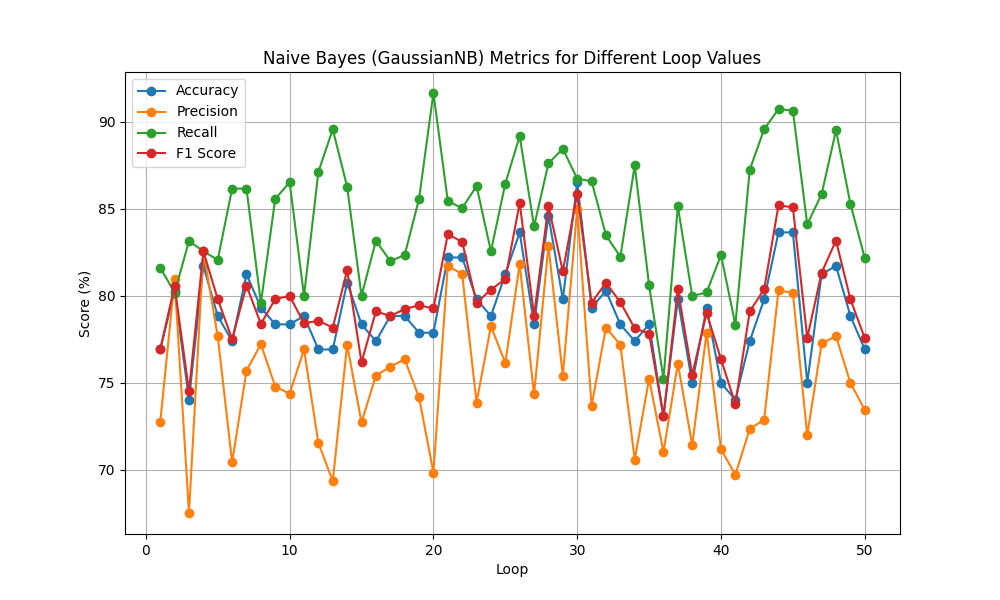 Naive Bayes (GaussianNB) Metrics for Different Loop Values
Accuracy
Precision
Recall
F1 Score
Score (%)
90
85
80
75
70
0 10 20 30 40 50
Loop